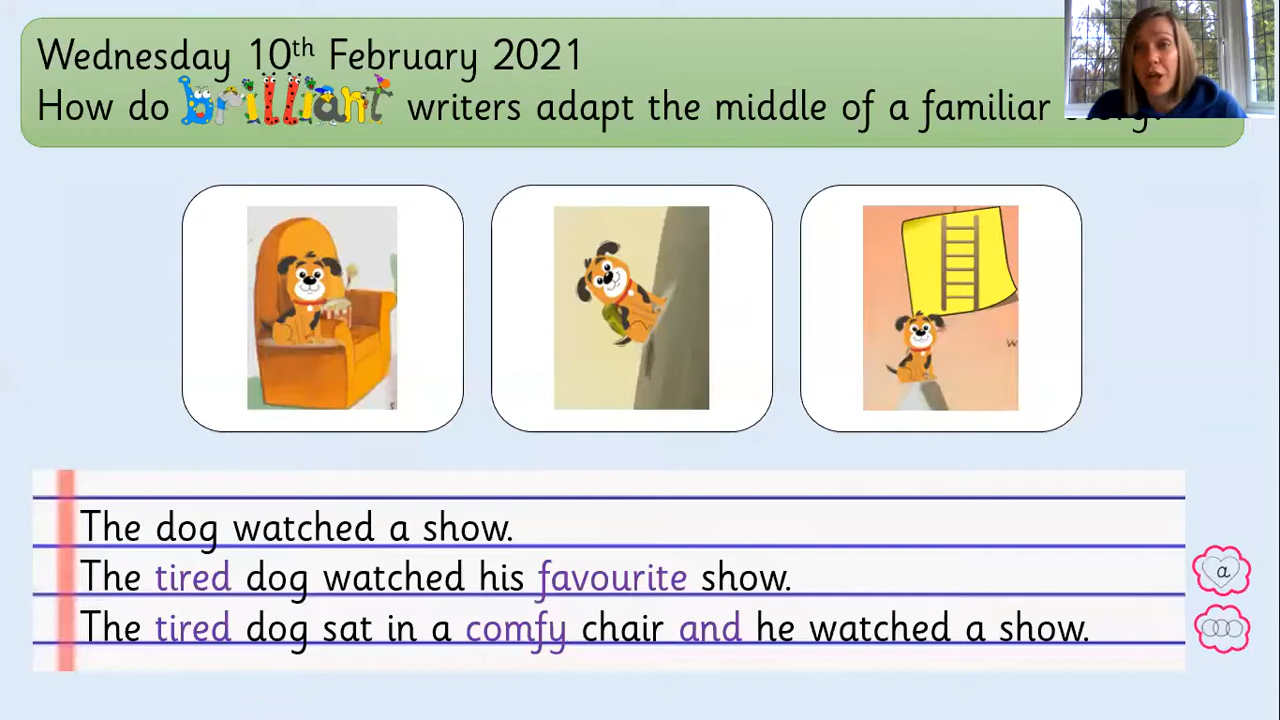 Wednesday 10th February 2021
How do brilliant writers adapt the middle of a familiar
The dog watched a show.
The tired dog watched his favourite show.
a
The tired dog sat in a comfy chair and he watched a show.